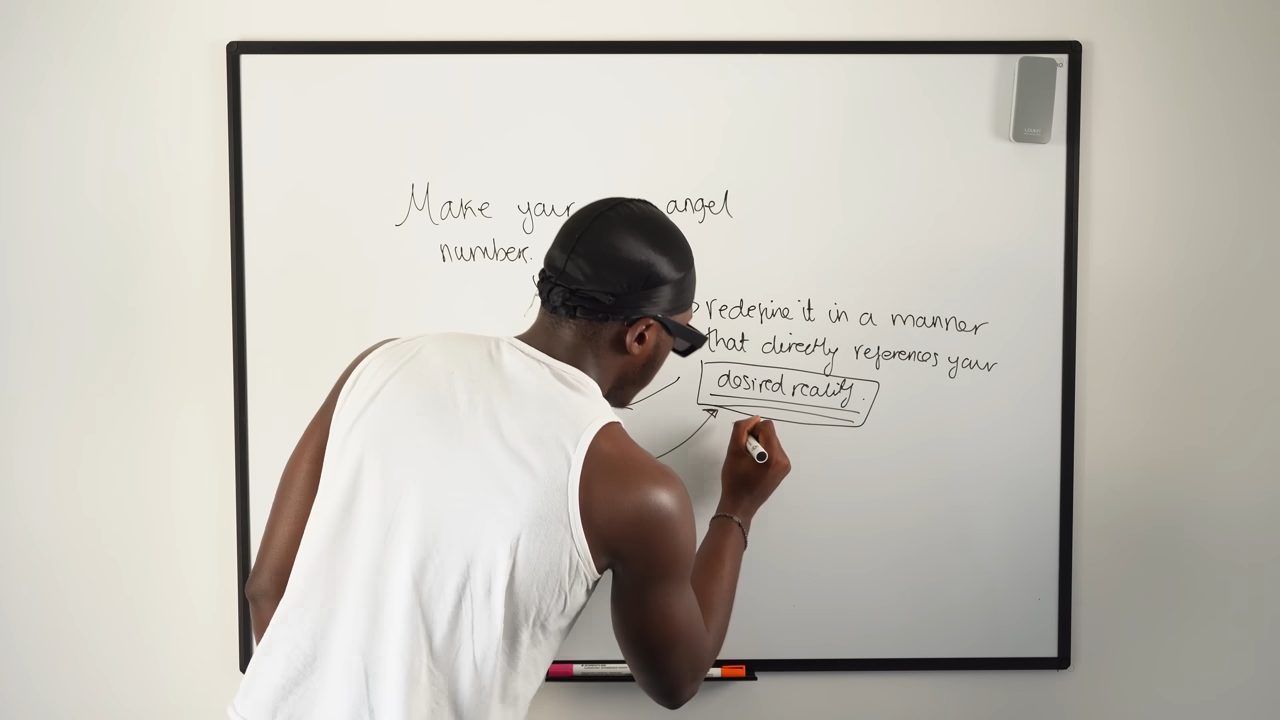 Make your angel
number.
redefine it in a manner
that directly references your
desired reality.